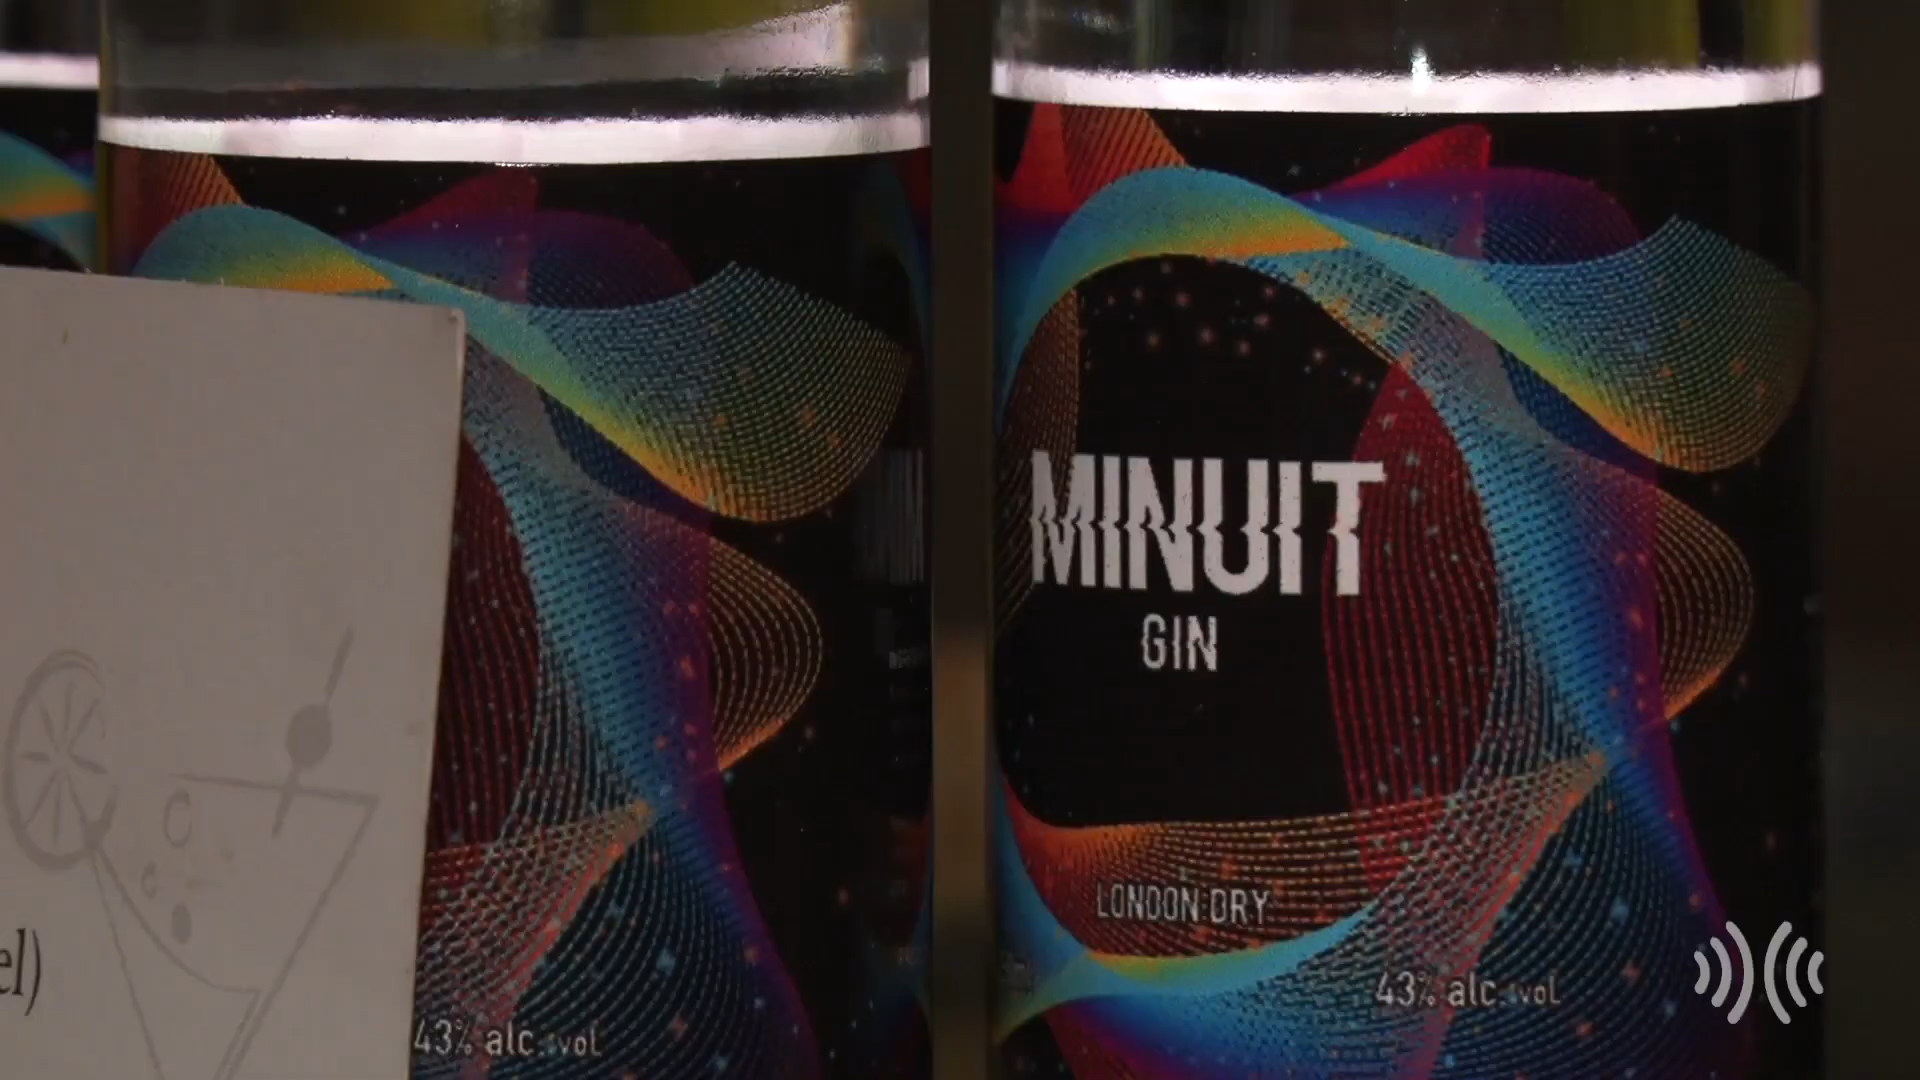 MINUIT
GIN
LONDON DRY
43% alc./vol
43% alc./vol
el)